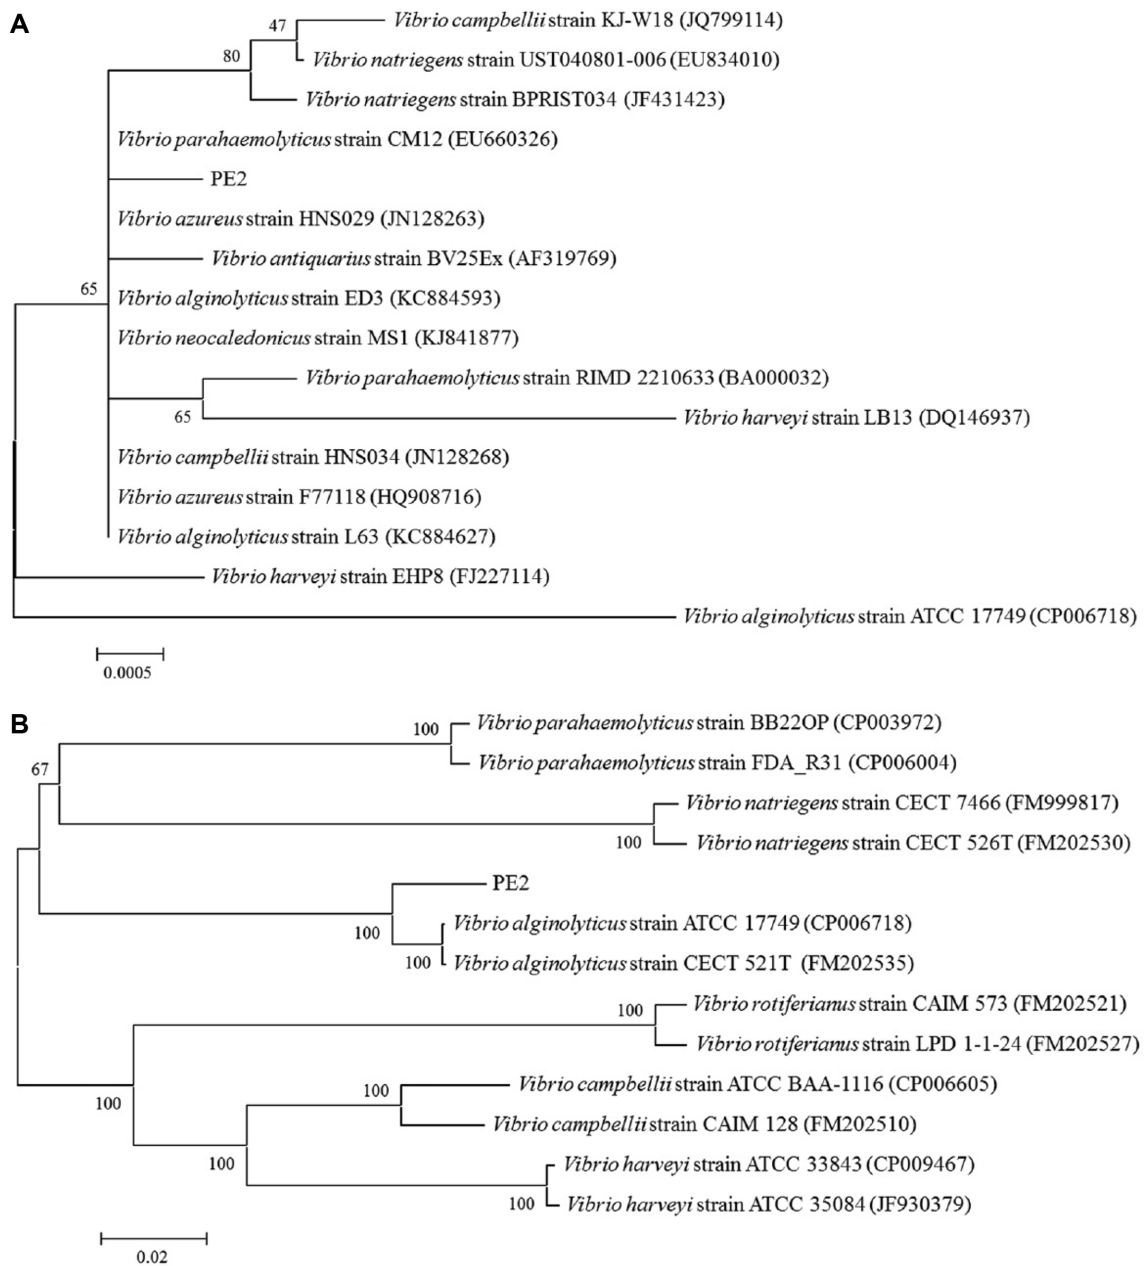 A
47
Vibrio campbellii strain KJ-W18 (JQ799114)
80
Vibrio natriegens strain UST040801-006 (EU834010)
Vibrio natriegens strain BPRIST034 (JF431423)
Vibrio parahaemolyticus strain CM12 (EU660326)
PE2
Vibrio azureus strain HNS029 (JN128263)
Vibrio antiquarius strain BV25Ex (AF319769)
65
Vibrio alginolyticus strain ED3 (KC884593)
Vibrio neocaledonicus strain MS1 (KJ841877)
Vibrio parahaemolyticus strain RIMD 2210633 (BA000032)
65
Vibrio harveyi strain LB13 (DQ146937)
Vibrio campbellii strain HNS034 (JN128268)
Vibrio azureus strain F77118 (HQ908716)
Vibrio alginolyticus strain L63 (KC884627)
Vibrio harveyi strain EHP8 (FJ227114)
Vibrio alginolyticus strain ATCC 17749 (CP006718)
0.0005
B
100
Vibrio parahaemolyticus strain BB22OP (CP003972)
Vibrio parahaemolyticus strain FDA_R31 (CP006004)
67
Vibrio natriegens strain CECT 7466 (FM999817)
100
Vibrio natriegens strain CECT 526T (FM202530)
PE2
100
Vibrio alginolyticus strain ATCC 17749 (CP006718)
100
Vibrio alginolyticus strain CECT 521T (FM202535)
100
Vibrio rotiferianus strain CAIM 573 (FM202521)
Vibrio rotiferianus strain LPD 1-1-24 (FM202527)
100
100
Vibrio campbellii strain ATCC BAA-1116 (CP006605)
Vibrio campbellii strain CAIM 128 (FM202510)
100
Vibrio harveyi strain ATCC 33843 (CP009467)
100
Vibrio harveyi strain ATCC 35084 (JF930379)
0.02